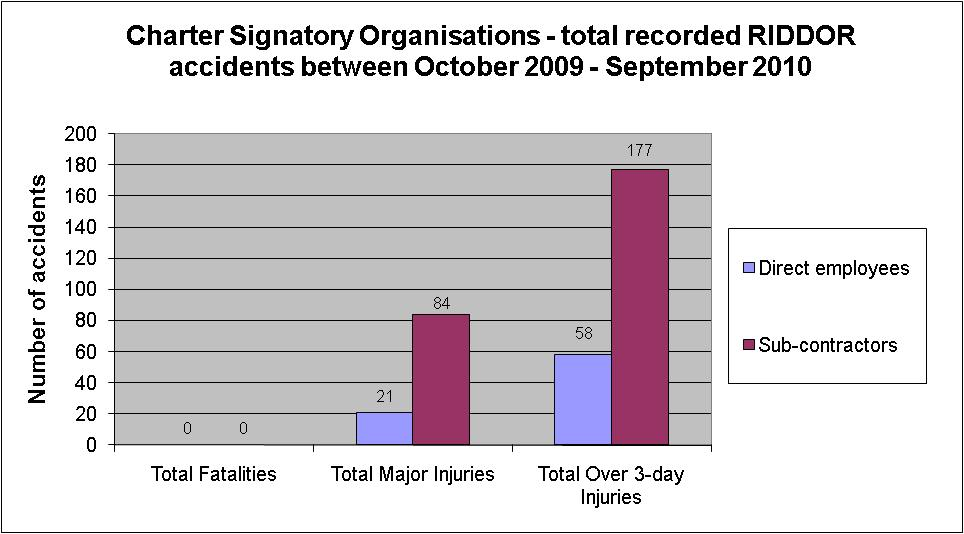 Charter Signatory Organisations - total recorded RIDDOR
accidents between October 2009 - September 2010
Number of accidents
200
180
160
140
120
100
80
60
40
20
0
0
0
21
84
58
177
Total Fatalities
Total Major Injuries
Total Over 3-day
Injuries
Direct employees
Sub-contractors